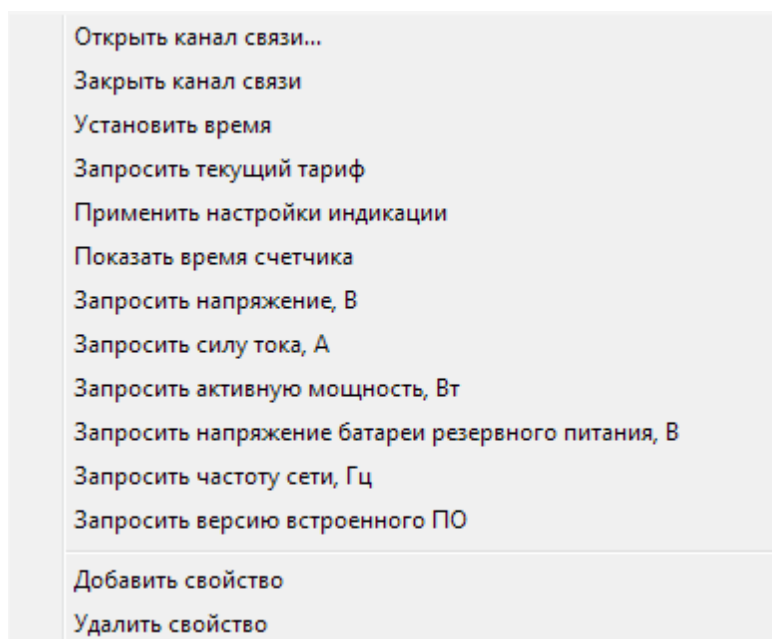 Открыть канал связи...
Закрыть канал связи
Установить время
Запросить текущий тариф
Применить настройки индикации
Показать время счетчика
Запросить напряжение, В
Запросить силу тока, А
Запросить активную мощность, Вт
Запросить напряжение батареи резервного питания, В
Запросить частоту сети, Гц
Запросить версию встроенного ПО
Добавить свойство
Удалить свойство